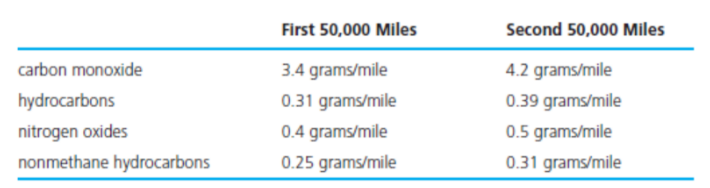 First 50,000 Miles Second 50,000 Miles
carbon monoxide 3.4 grams/mile 4.2 grams/mile
hydrocarbons 0.31 grams/mile 0.39 grams/mile
nitrogen oxides 0.4 grams/mile 0.5 grams/mile
nonmethane hydrocarbons 0.25 grams/mile 0.31 grams/mile